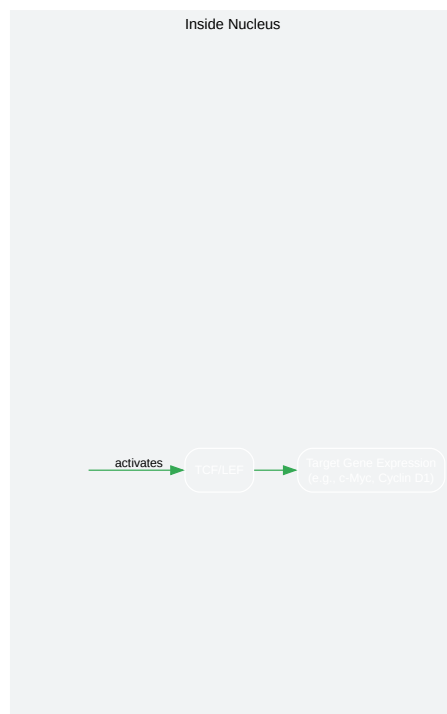 Inside Nucleus
activates
TCF/LEF
Target Gene Expression
(e.g., c-Myc, Cyclin D1)